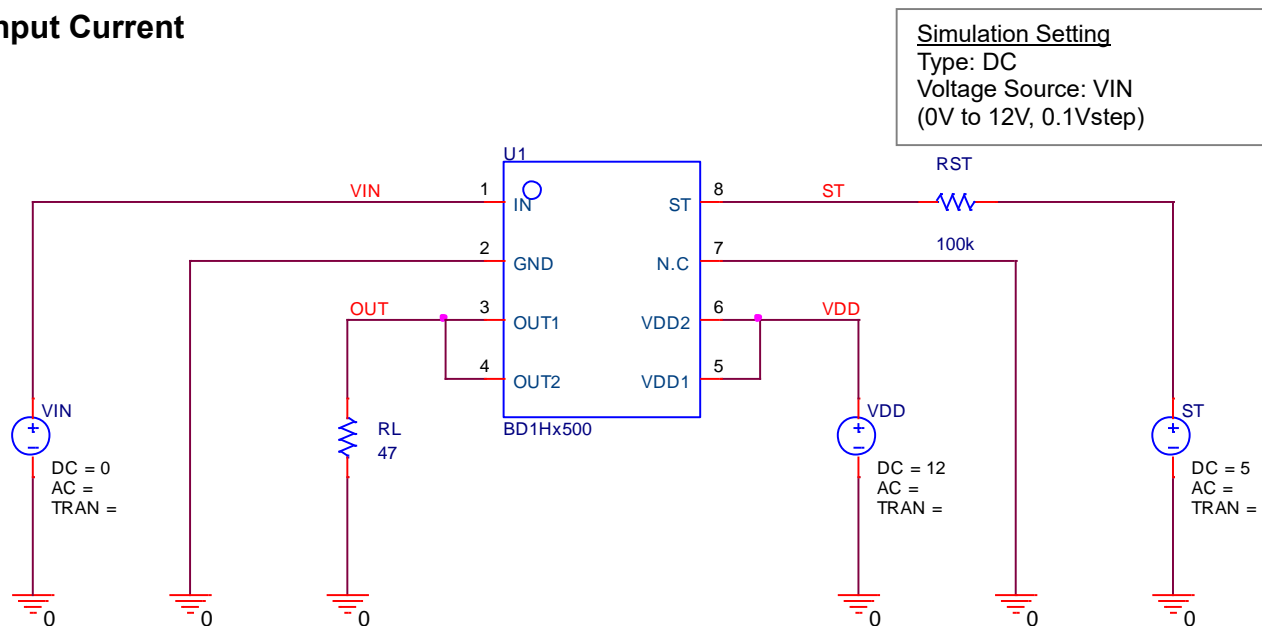 nput Current
Simulation Setting
Type: DC
Voltage Source: VIN
(0V to 12V, 0.1Vstep)
U1
RST
VIN
1
IN
8
ST
ST
100k
2
GND
7
N.C
OUT
3
OUT1
6
VDD2
VDD
4
OUT2
5
VDD1
BD1Hx500
VIN
+
−
DC = 0
AC =
TRAN =
RL
47
VDD
+
−
DC = 12
AC =
TRAN =
ST
+
−
DC = 5
AC =
TRAN =
0
0
0
0
0
0